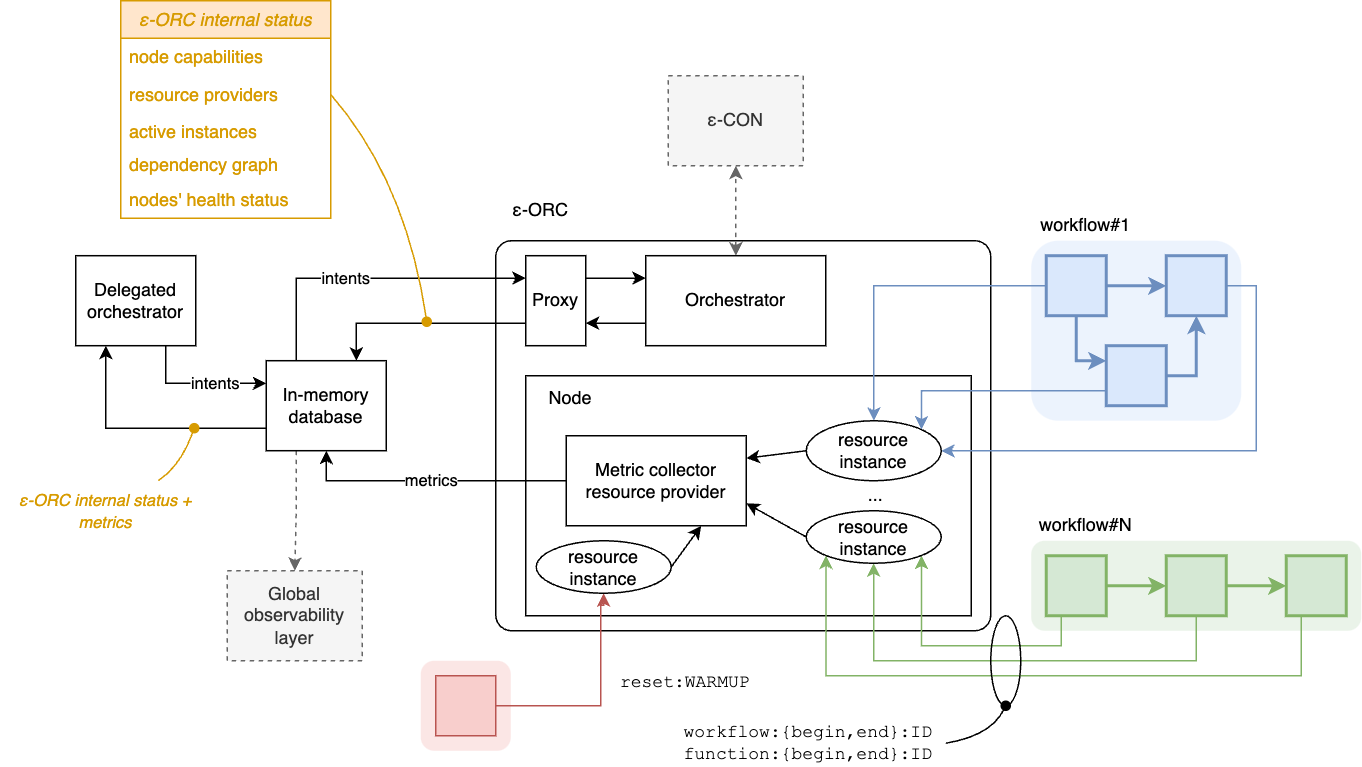 ε-ORC internal status
node capabilities
resource providers
active instances
dependency graph
nodes' health status
ε-CON
ε-ORC
workflow#1
Delegated
orchestrator
intents
Proxy
Orchestrator
intents
In-memory
database
Node
resource
instance
...
Metric collector
resource provider
metrics
ε-ORC internal status +
metrics
resource
instance
workflow#N
resource
instance
Global
observability
layer
reset:WARMUP
workflow:{begin,end}:ID
function:{begin,end}:ID